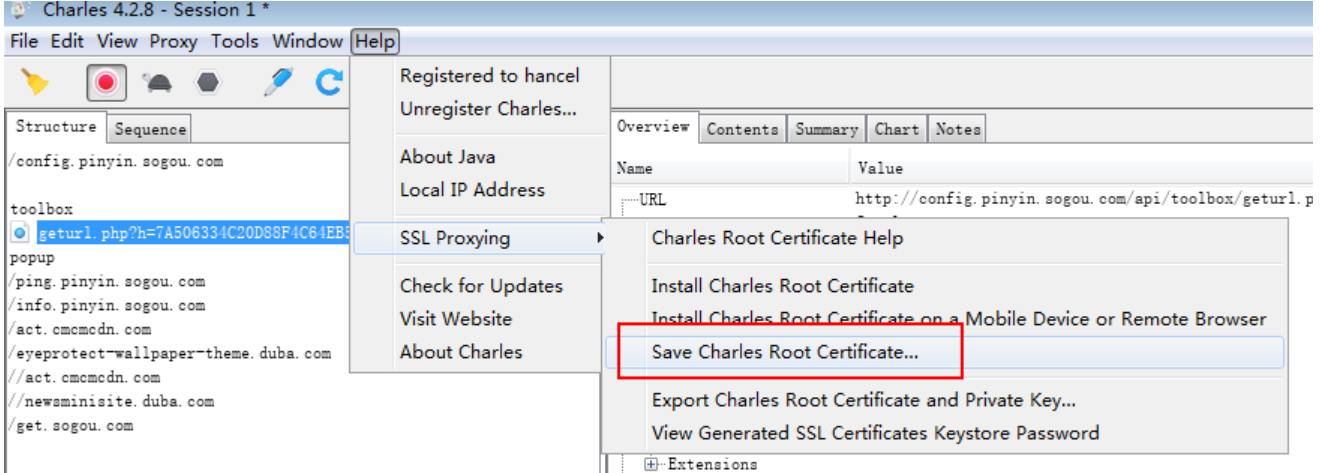 Charles 4.2.8 - Session 1 *
File Edit View Proxy Tools Window Help
Registered to hancel
Unregister Charles...
About Java
Local IP Address
SSL Proxying
Check for Updates
Visit Website
About Charles
Structure Sequence
/config.pinyin.sogou.com
toolbox
geturl.php?h=7A506334C20D88F4C64EB5
popup
/ping.pinyin.sogou.com
/info.pinyin.sogou.com
/act.cmcmcdn.com
/eyeprotect-wallpaper-theme.duba.com
//act.cmcmcdn.com
//newsminisite.duba.com
/get.sogou.com
Overview Contents Summary Chart Notes
Name Value
URL http://config.pinyin.sogou.com/api/toolbox/geturl.p
Charles Root Certificate Help
Install Charles Root Certificate
Install Charles Root Certificate on a Mobile Device or Remote Browser
Save Charles Root Certificate...
Export Charles Root Certificate and Private Key...
View Generated SSL Certificates Keystore Password
Extensions